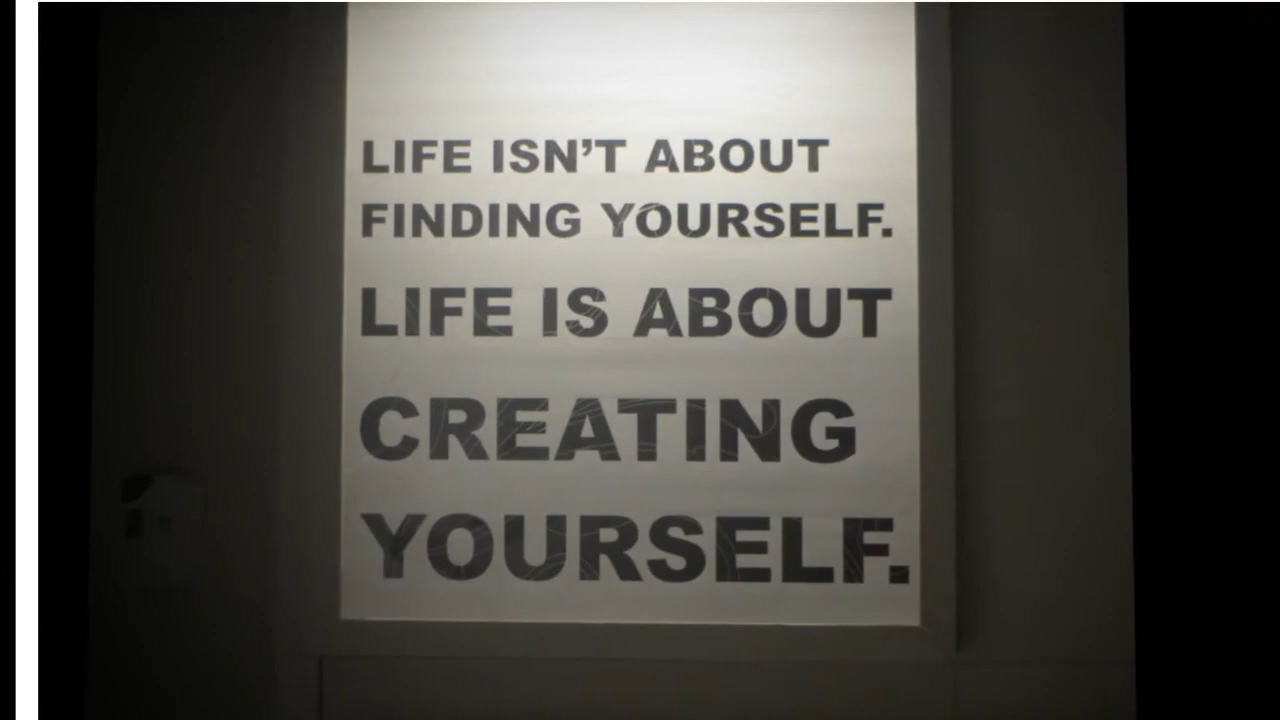 LIFE ISN’T ABOUT
FINDING YOURSELF.
LIFE IS ABOUT
CREATING
YOURSELF.